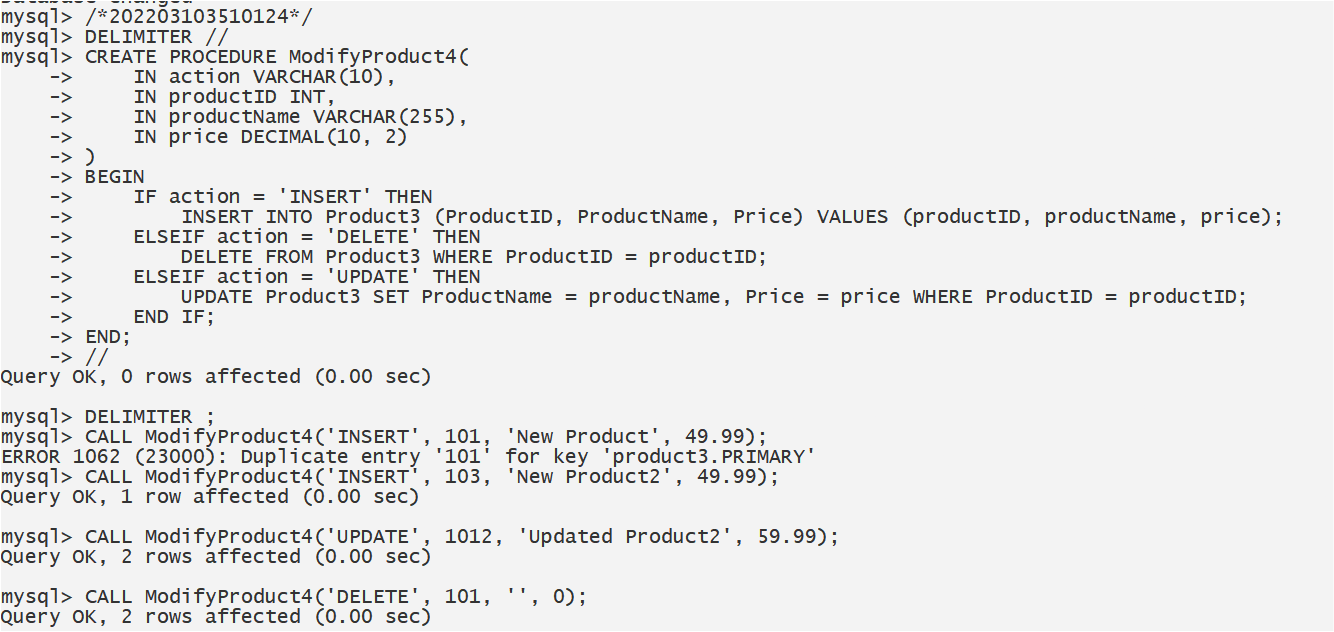 Database changed
mysql> /*202203103510124*/
mysql> DELIMITER //
mysql> CREATE PROCEDURE ModifyProduct4(
    ->     IN action VARCHAR(10),
    ->     IN productID INT,
    ->     IN productName VARCHAR(255),
    ->     IN price DECIMAL(10, 2)
    -> )
    -> BEGIN
    ->     IF action = 'INSERT' THEN
    ->         INSERT INTO Product3 (ProductID, ProductName, Price) VALUES (productID, productName, price);
    ->     ELSEIF action = 'DELETE' THEN
    ->         DELETE FROM Product3 WHERE ProductID = productID;
    ->     ELSEIF action = 'UPDATE' THEN
    ->         UPDATE Product3 SET ProductName = productName, Price = price WHERE ProductID = productID;
    ->     END IF;
    -> END;
    -> //
Query OK, 0 rows affected (0.00 sec)

mysql> DELIMITER ;
mysql> CALL ModifyProduct4('INSERT', 101, 'New Product', 49.99);
ERROR 1062 (23000): Duplicate entry '101' for key 'product3.PRIMARY'
mysql> CALL ModifyProduct4('INSERT', 103, 'New Product2', 49.99);
Query OK, 1 row affected (0.00 sec)

mysql> CALL ModifyProduct4('UPDATE', 1012, 'Updated Product2', 59.99);
Query OK, 2 rows affected (0.00 sec)

mysql> CALL ModifyProduct4('DELETE', 101, '', 0);
Query OK, 2 rows affected (0.00 sec)